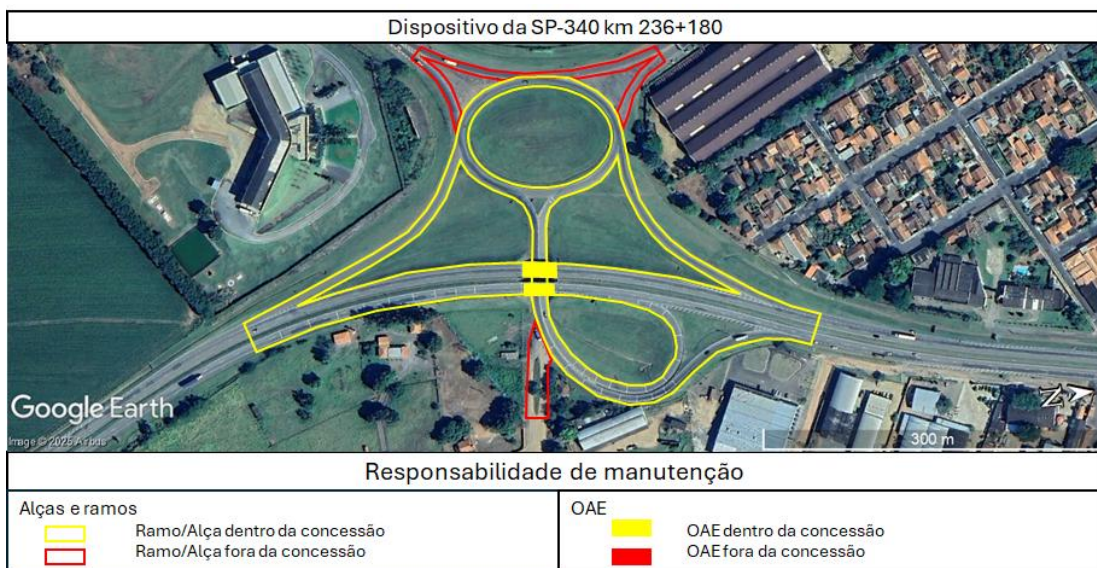 Dispositivo da SP-340 km 236+180
Google Earth
Image © 2025 Airbus
N
300 m
Responsabilidade de manutenção
Alças e ramos
Ramo/Alça dentro da concessão
Ramo/Alça fora da concessão
OAE
OAE dentro da concessão
OAE fora da concessão